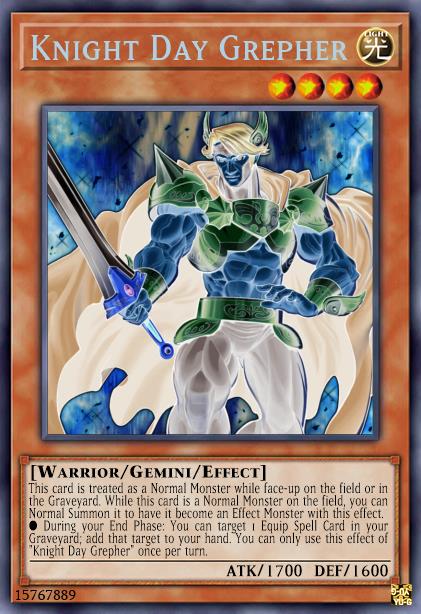 KNIGHT DAY GREPHER
LIGHT
光
[WARRIOR/GEMINI/EFFECT]
This card is treated as a Normal Monster while face-up on the field or in
the Graveyard. While this card is a Normal Monster on the field, you can
Normal Summon it to have it become an Effect Monster with this effect.
● During your End Phase: You can target 1 Equip Spell Card in your
Graveyard; add that target to your hand. You can only use this effect of
"Knight Day Grepher" once per turn.
ATK/1700 DEF/1600
15767889